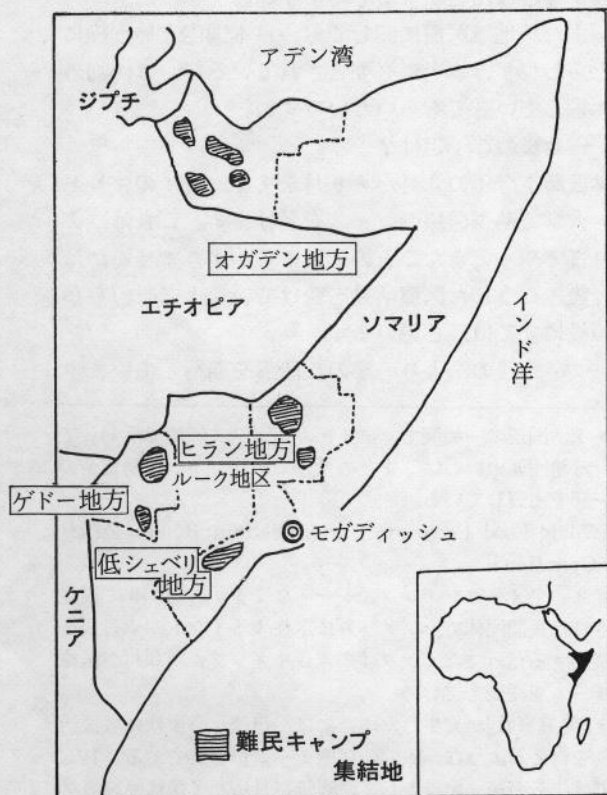 アデン湾
ジブチ
オガデン地方
エチオピア
ソマリア
インド洋
ヒラン地方
ルーク地区
ゲドー地方
モガディッシュ
低シェベリ
地方
ケニア
難民キャンプ
集結地